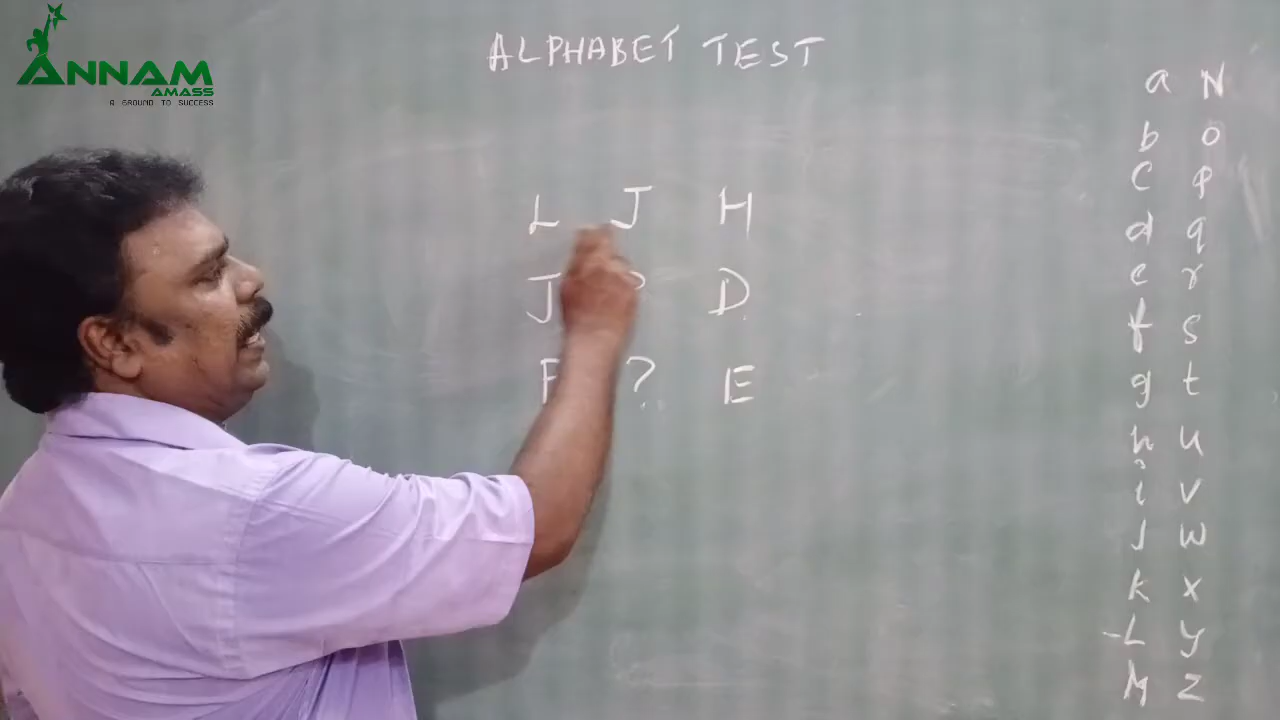 ANNAM
AMASS
A GROUND TO SUCCESS
ALPHABET TEST
L J H
J D
F ? E
a N
b o
c p
d q
e r
f s
g t
h u
i v
J w
k x
L y
M z